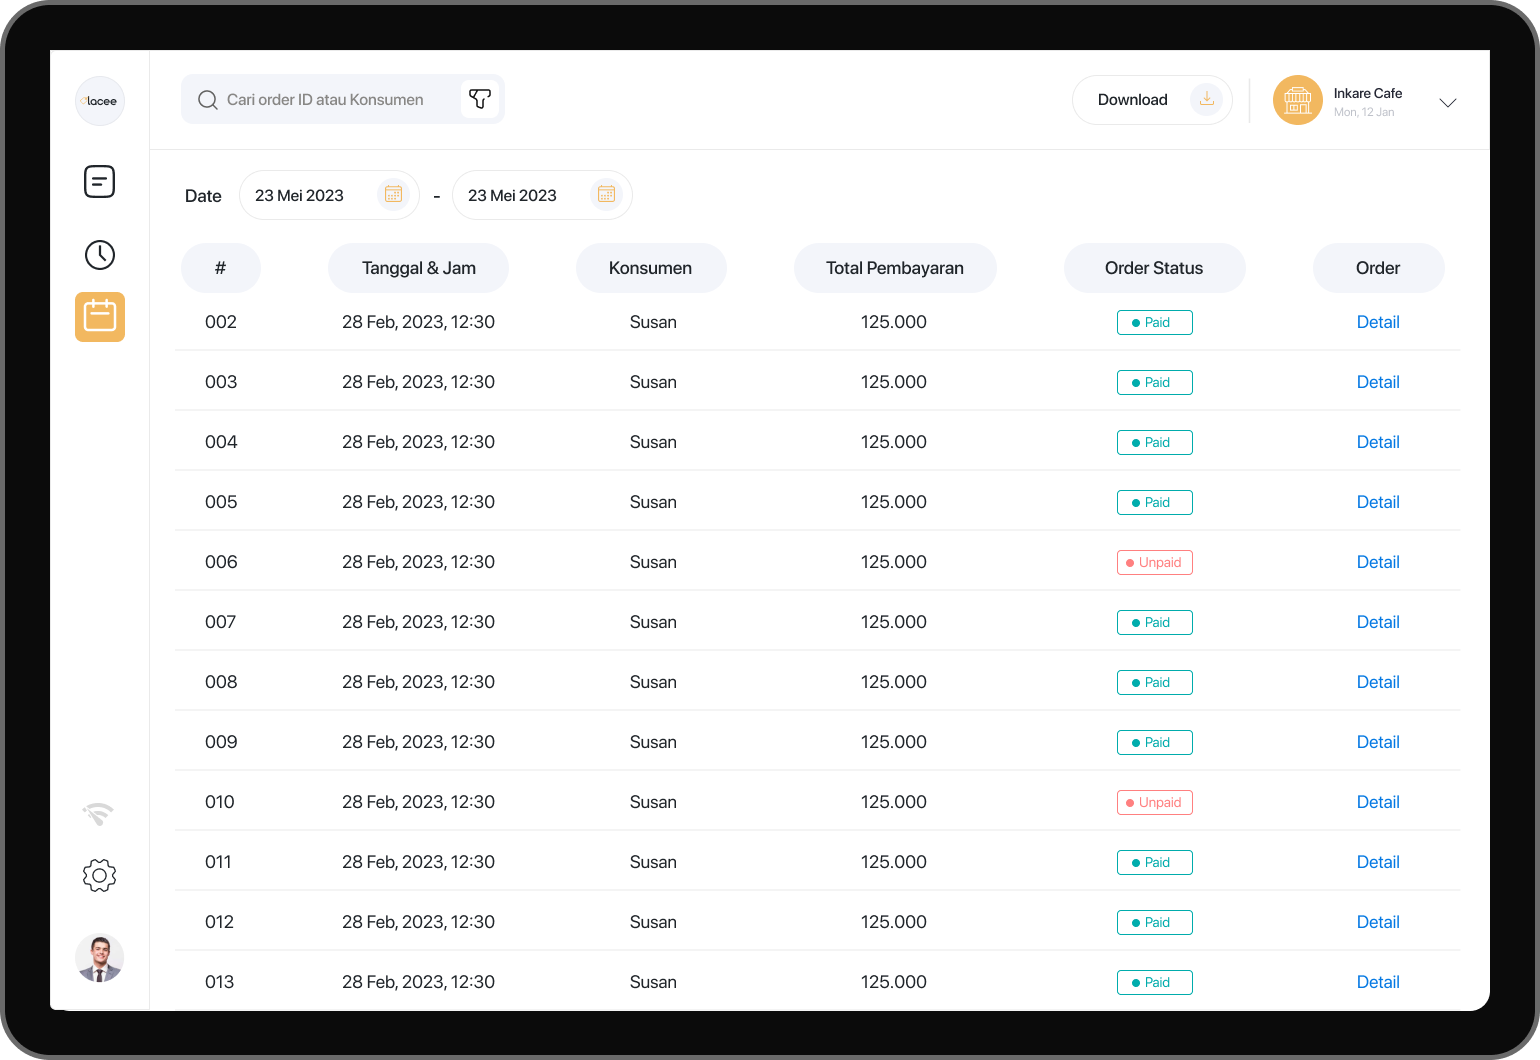 lacee
Cari order ID atau Konsumen
Download
Inkare Cafe
Mon, 12 Jan
Date 23 Mei 2023 - 23 Mei 2023
# Tanggal & Jam Konsumen Total Pembayaran Order Status Order
002 28 Feb, 2023, 12:30 Susan 125.000 Paid Detail
003 28 Feb, 2023, 12:30 Susan 125.000 Paid Detail
004 28 Feb, 2023, 12:30 Susan 125.000 Paid Detail
005 28 Feb, 2023, 12:30 Susan 125.000 Paid Detail
006 28 Feb, 2023, 12:30 Susan 125.000 Unpaid Detail
007 28 Feb, 2023, 12:30 Susan 125.000 Paid Detail
008 28 Feb, 2023, 12:30 Susan 125.000 Paid Detail
009 28 Feb, 2023, 12:30 Susan 125.000 Paid Detail
010 28 Feb, 2023, 12:30 Susan 125.000 Unpaid Detail
011 28 Feb, 2023, 12:30 Susan 125.000 Paid Detail
012 28 Feb, 2023, 12:30 Susan 125.000 Paid Detail
013 28 Feb, 2023, 12:30 Susan 125.000 Paid Detail